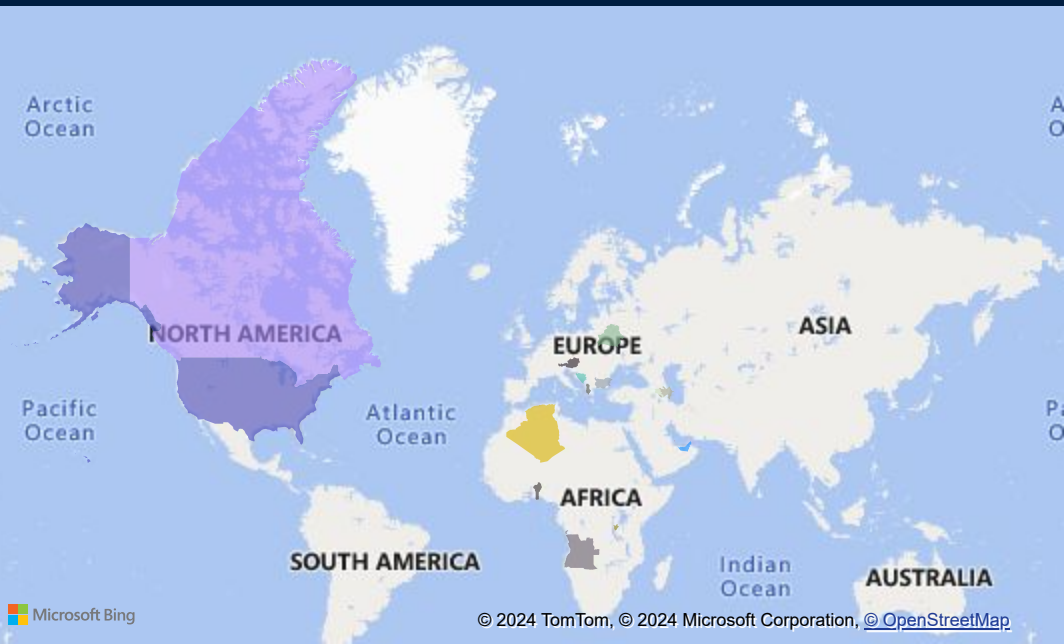 Arctic
Ocean
A
O
NORTH AMERICA
EUROPE
ASIA
Pacific
Ocean
Atlantic
Ocean
Pa
O
AFRICA
SOUTH AMERICA
Indian
Ocean
AUSTRALIA
Microsoft Bing
© 2024 TomTom, © 2024 Microsoft Corporation, © OpenStreetMap